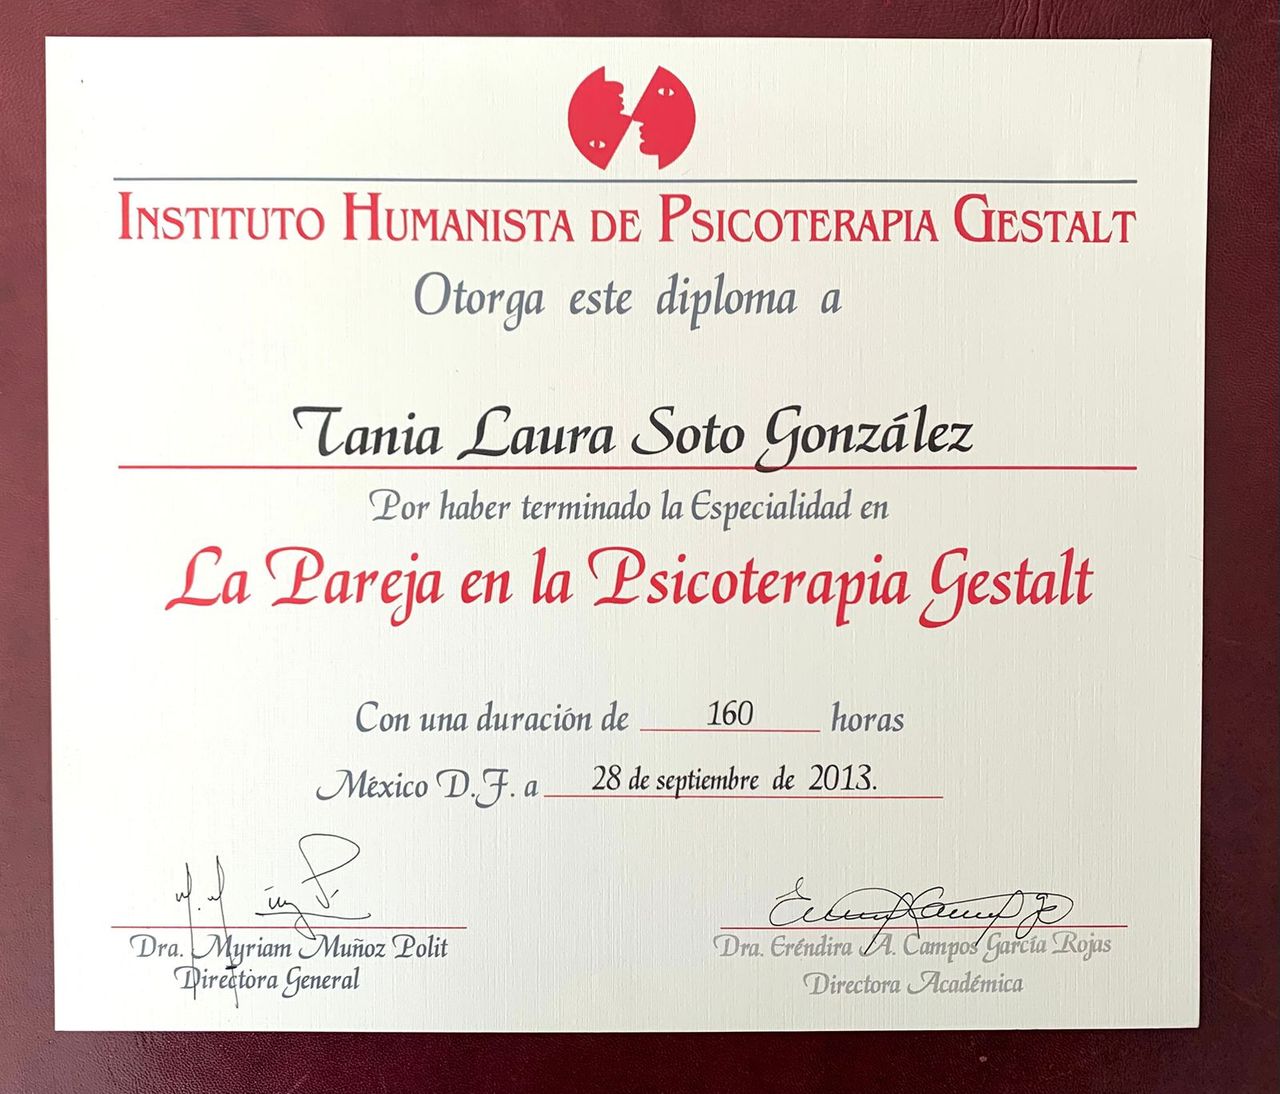 INSTITUTO HUMANISTA DE PSICOTERAPIA GESTALT
Otorga este diploma a
Tania Laura Soto González
Por haber terminado la Especialidad en
La Pareja en la Psicoterapia Gestalt
Con una duración de 160 horas
México D.F. a 28 de septiembre de 2013.
Dra. Myriam Muñoz Polit
Directora General
Dra. Eréndira A. Campos García Rojas
Directora Académica